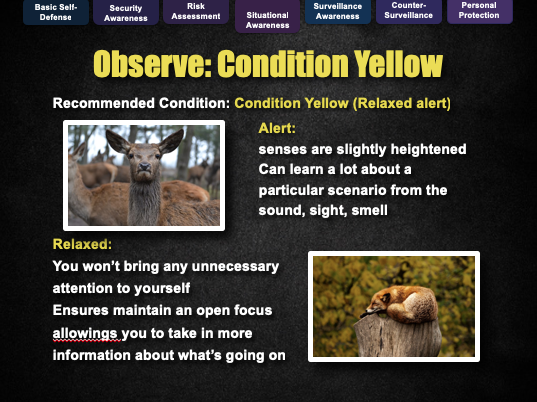 Basic Self-
Defense
Security
Awareness
Risk
Assessment
Situational
Awareness
Surveillance
Awareness
Counter-
Surveillance
Personal
Protection
Observe: Condition Yellow
Recommended Condition: Condition Yellow (Relaxed alert)
Alert:
senses are slightly heightened
Can learn a lot about a
particular scenario from the
sound, sight, smell
Relaxed:
You won’t bring any unnecessary
attention to yourself
Ensures maintain an open focus
allowings you to take in more
information about what’s going on